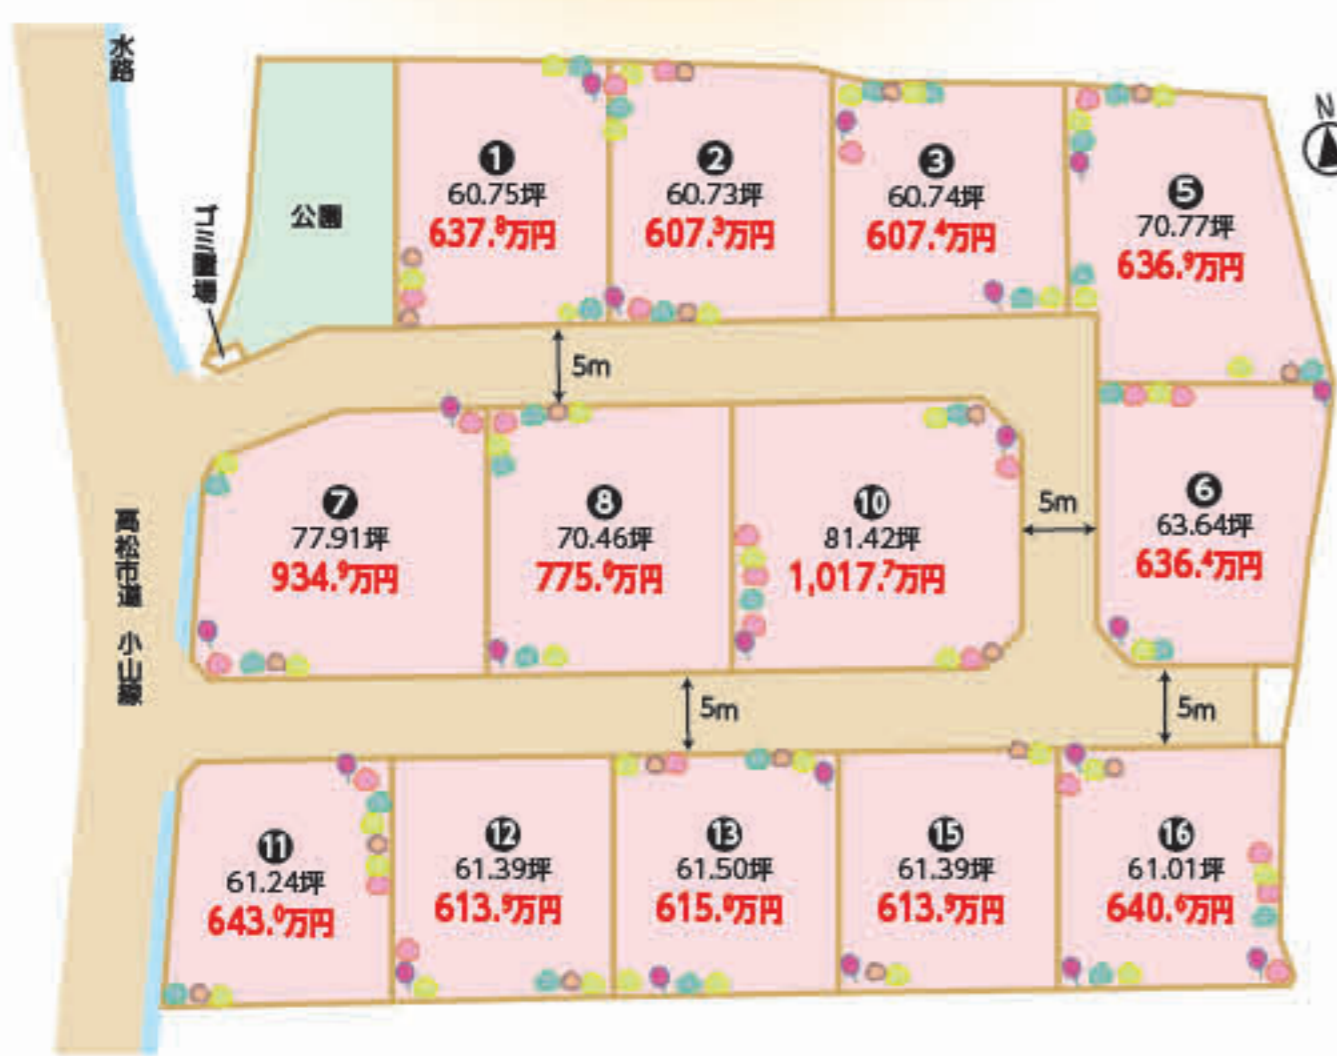 水路
N
公園
ゴミ置場
❶
60.75坪
637.8万円
❷
60.73坪
607.3万円
❸
60.74坪
607.4万円
❺
70.77坪
636.9万円
5m
❼
77.91坪
934.9万円
❽
70.46坪
775.0万円
❿
81.42坪
1,017.7万円
5m
❻
63.64坪
636.4万円
高松市道 小山線
5m
5m
⓫
61.24坪
643.0万円
⓬
61.39坪
613.9万円
⓭
61.50坪
615.0万円
⓯
61.39坪
613.9万円
⓰
61.01坪
640.6万円